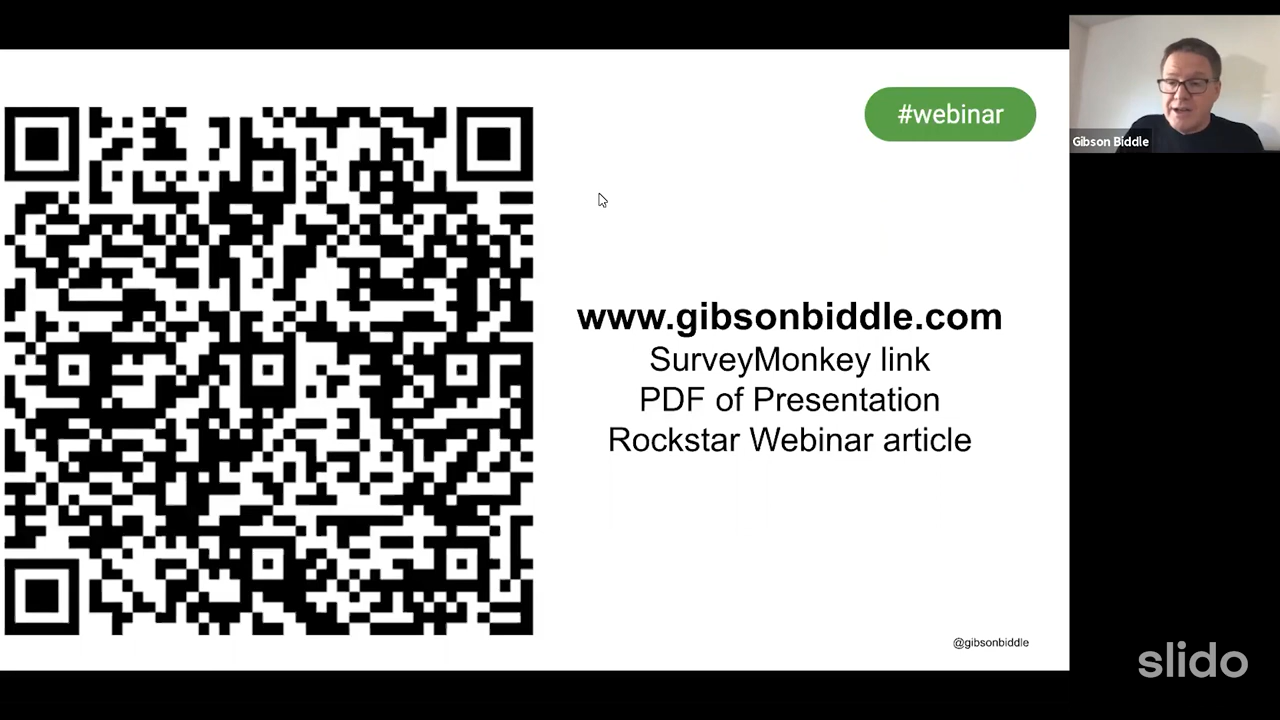 #webinar
Gibson Biddle
www.gibsonbiddle.com
SurveyMonkey link
PDF of Presentation
Rockstar Webinar article
@gibsonbiddle
slido